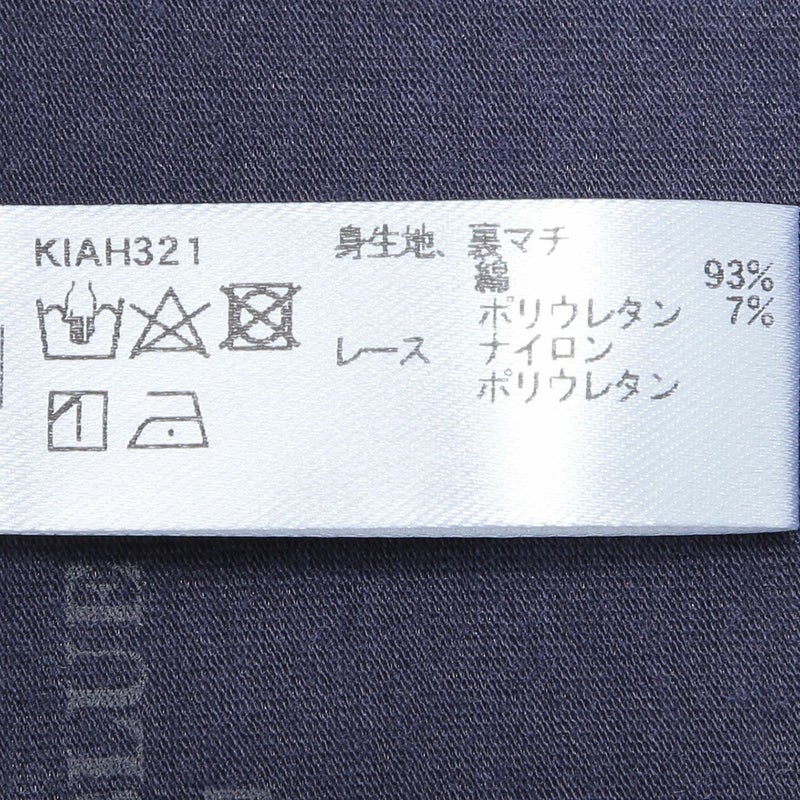 KIAH321
身生地、裏マチ
綿 93%
ポリウレタン 7%
レース ナイロン
ポリウレタン
LUE